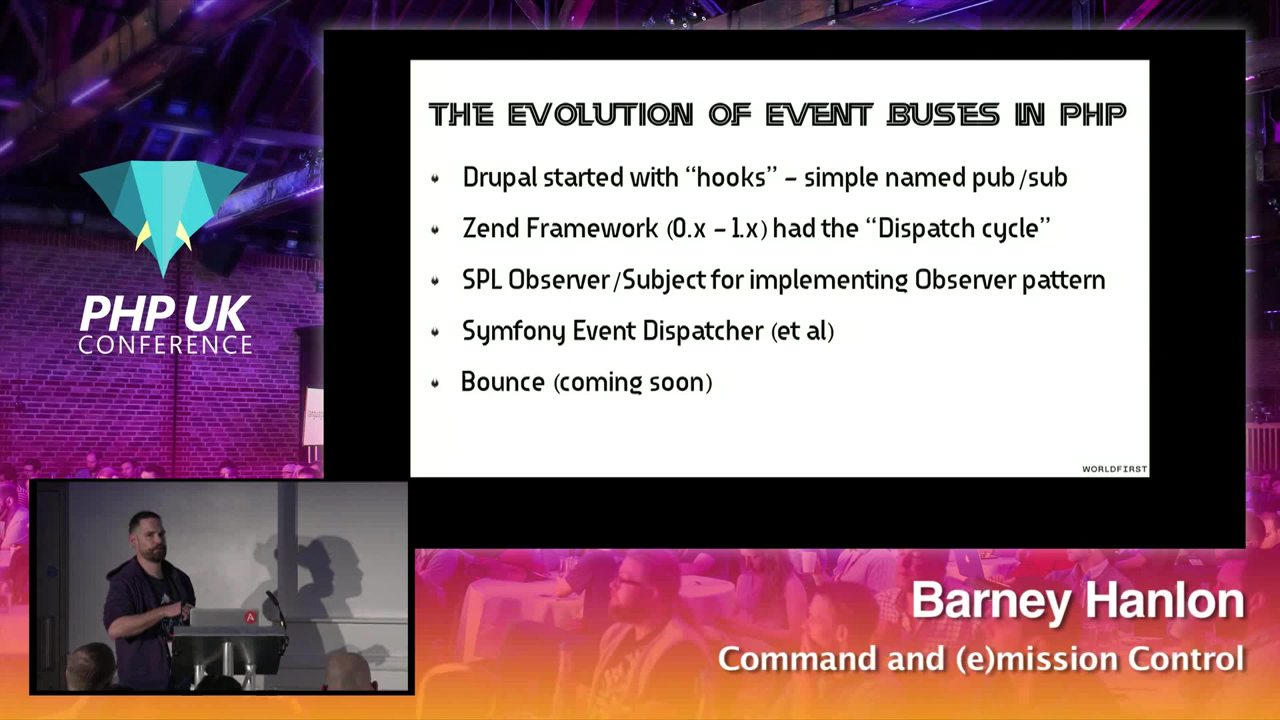 THE EVOLUTION OF EVENT BUSES IN PHP
Drupal started with “hooks” – simple named pub/sub
Zend Framework (0.x – 1.x) had the “Dispatch cycle”
SPL Observer/Subject for implementing Observer pattern
Symfony Event Dispatcher (et al)
Bounce (coming soon)
WORLDFIRST
PHP UK
CONFERENCE
Barney Hanlon
Command and (e)mission Control